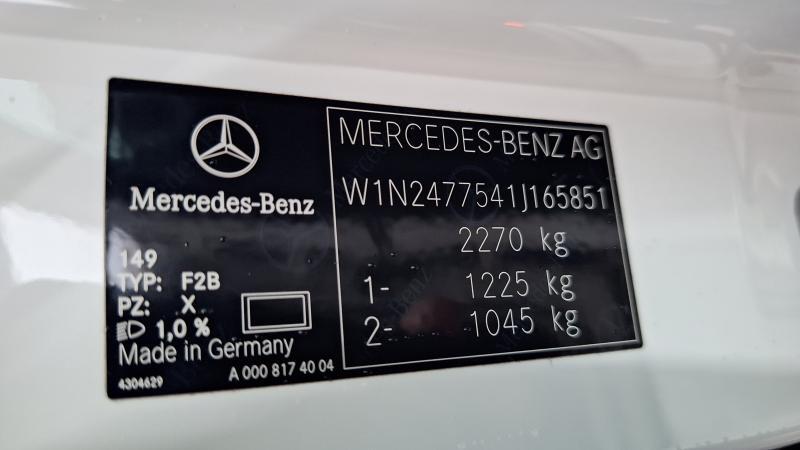 Mercedes-Benz
149
TYP: F2B
PZ: X
1,0 %
Made in Germany
4304629
A 000 817 40 04
MERCEDES-BENZ AG
W1N2477541J165851
2270 kg
1- 1225 kg
2- 1045 kg